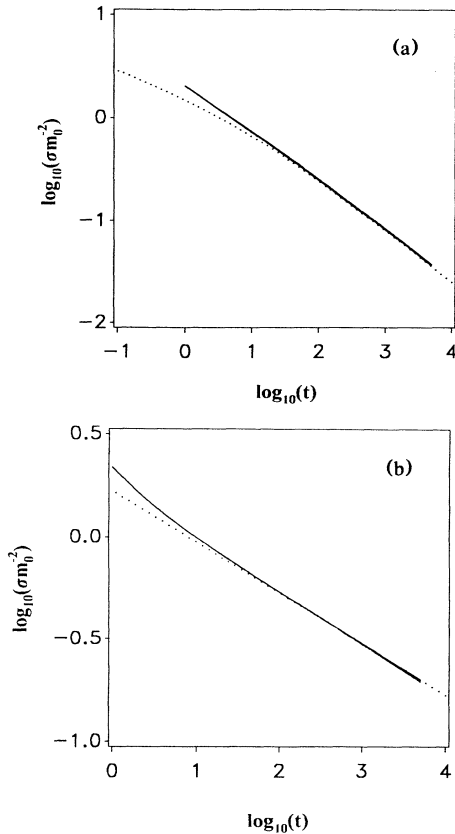 1
(a)
0
-1
-2
log₁₀(σm₀⁻²)
-1 0 1 2 3 4
log₁₀(t)
0.5
(b)
0.0
-0.5
-1.0
log₁₀(σm₀⁻²)
0 1 2 3 4
log₁₀(t)